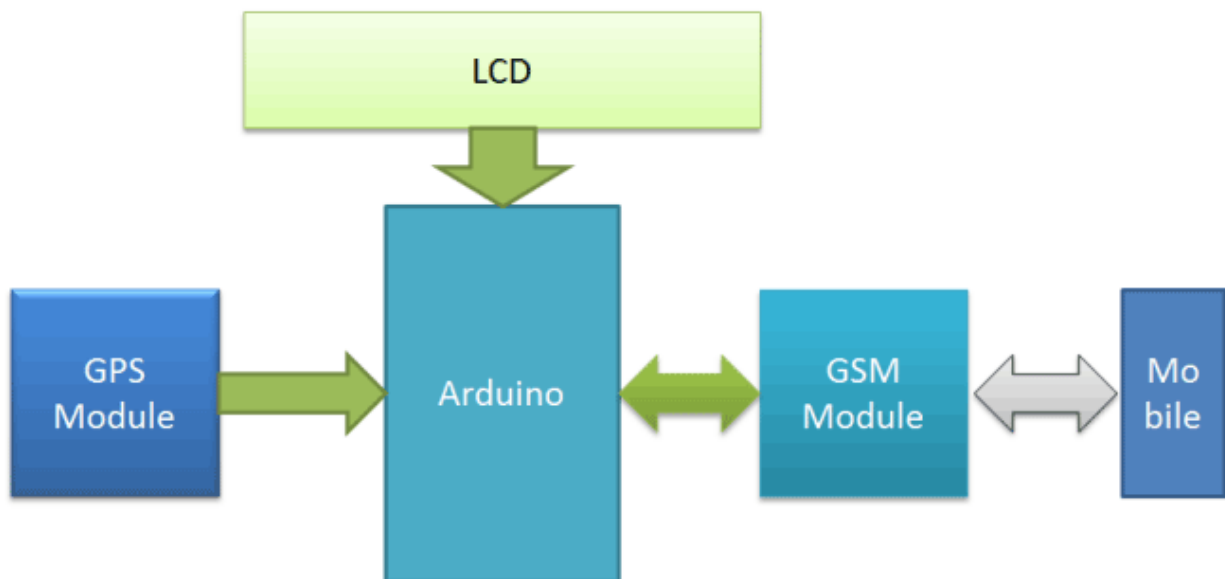 LCD
GPS
Module
Arduino
GSM
Module
Mo
bile